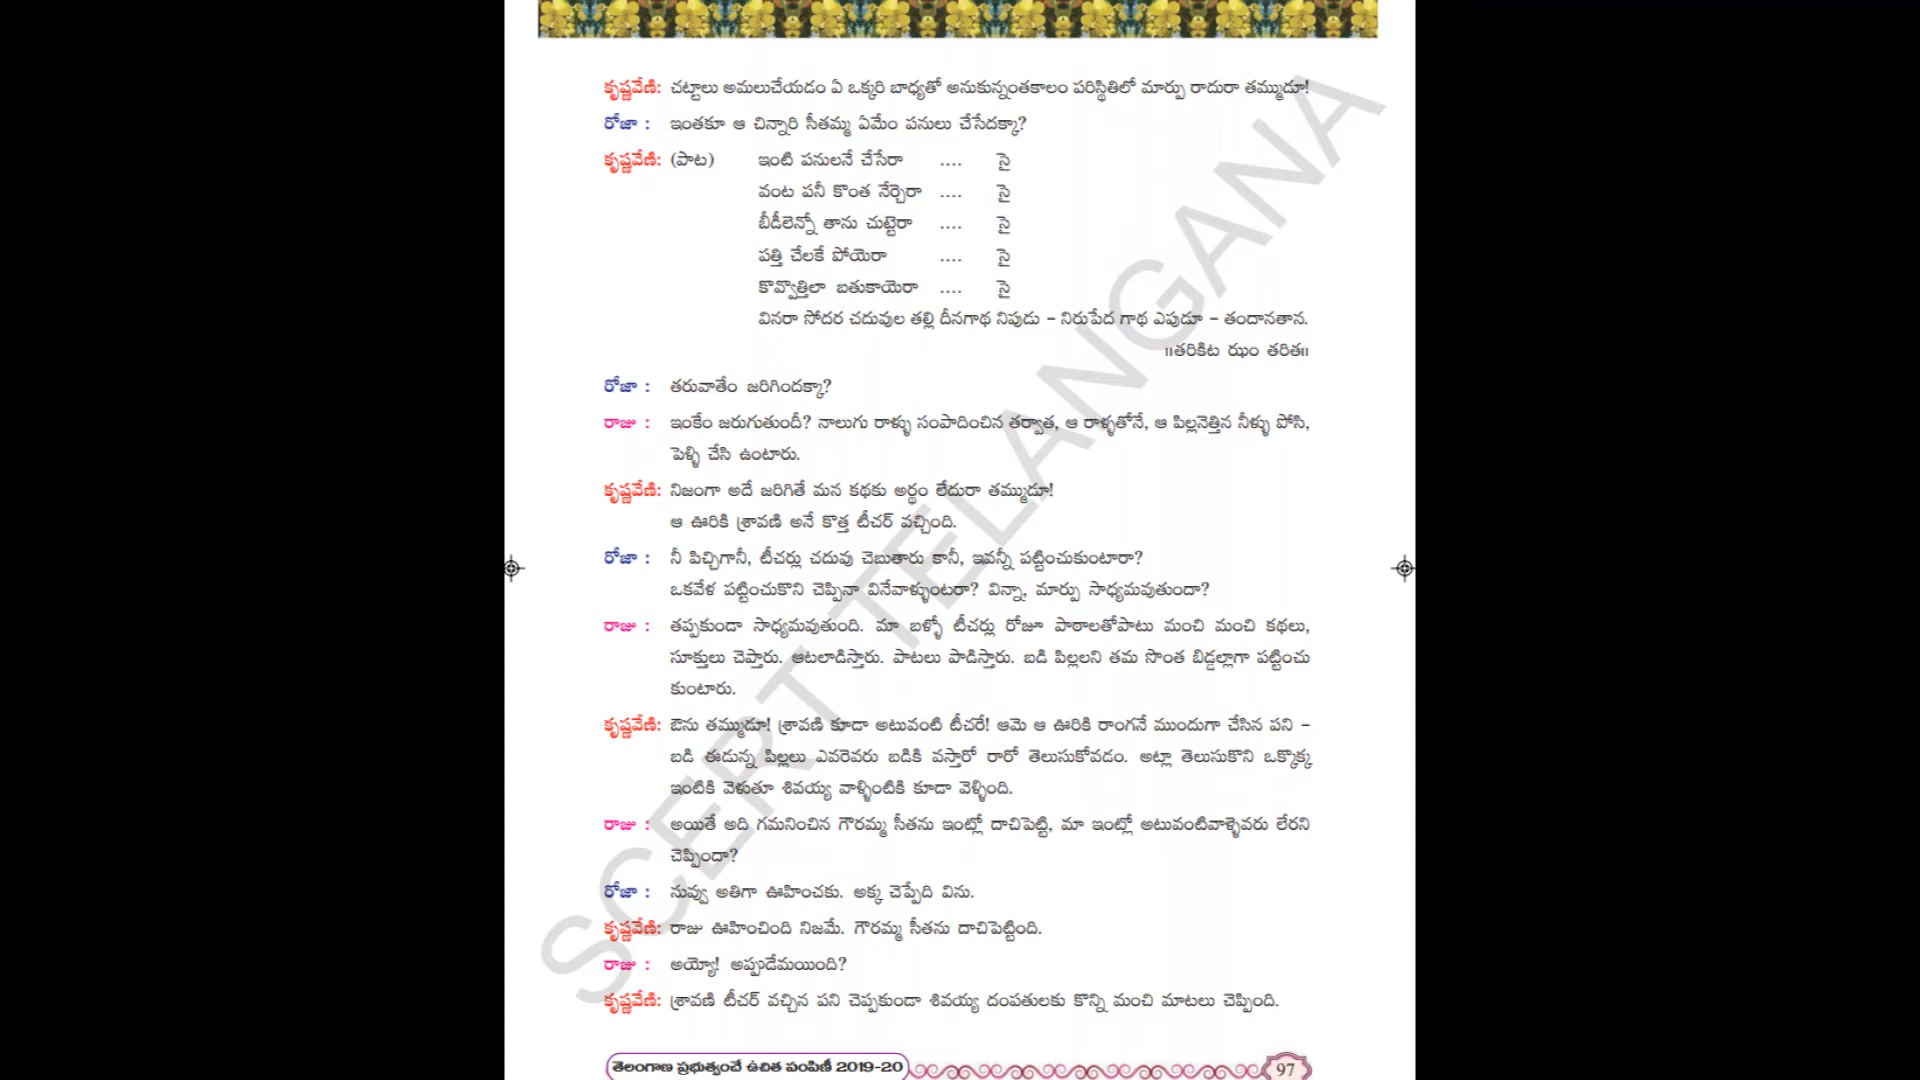 కృష్ణవేణి: చట్టాలు అమలుచేయడం ఏ ఒక్కరి బాధ్యతో అనుకున్నంతకాలం పరిస్థితిలో మార్పు రాదురా తమ్ముడూ!
రోజా : ఇంతకూ ఆ చిన్నారి సీతమ్మ ఏమేం పనులు చేసేదక్కా?
కృష్ణవేణి: (పాట) ఇంటి పనులనే చేసేరా .... సై
వంట పనీ కొంత నేర్చెరా .... సై
బీడీలెన్నో తాను చుట్టెరా .... సై
పత్తి చేలకే పోయెరా .... సై
కొవ్వొత్తిలా బతుకాయెరా .... సై
వినరా సోదర చదువుల తల్లి దీనగాథ నిపుడు – నిరుపేద గాథ ఎపుడూ – తందానతాన.
॥తరికిట ఝం తరిత॥
రోజా : తరువాతేం జరిగిందక్కా?
రాజు : ఇంకేం జరుగుతుందీ? నాలుగు రాళ్ళు సంపాదించిన తర్వాత, ఆ రాళ్ళతోనే, ఆ పిల్లనెత్తిన నీళ్ళు పోసి,
పెళ్ళి చేసి ఉంటారు.
కృష్ణవేణి: నిజంగా అదే జరిగితే మన కథకు అర్థం లేదురా తమ్ముడూ!
ఆ ఊరికి శ్రావణి అనే కొత్త టీచర్ వచ్చింది.
రోజా : నీ పిచ్చిగానీ, టీచర్లు చదువు చెబుతారు కానీ, ఇవన్నీ పట్టించుకుంటారా?
ఒకవేళ పట్టించుకొని చెప్పినా వినేవాళ్ళుంటరా? విన్నా, మార్పు సాధ్యమవుతుందా?
రాజు : తప్పకుండా సాధ్యమవుతుంది. మా బళ్ళో టీచర్లు రోజూ పాఠాలతోపాటు మంచి మంచి కథలు,
సూక్తులు చెప్తారు. ఆటలాడిస్తారు. పాటలు పాడిస్తారు. బడి పిల్లలని తమ సొంత బిడ్డల్లాగా పట్టించు
కుంటారు.
కృష్ణవేణి: ఔను తమ్ముడూ! శ్రావణి కూడా అటువంటి టీచరే! ఆమె ఆ ఊరికి రాంగనే ముందుగా చేసిన పని –
బడి ఈడున్న పిల్లలు ఎవరెవరు బడికి వస్తారో రారో తెలుసుకోవడం. అట్లా తెలుసుకొని ఒక్కొక్క
ఇంటికి వెళుతూ శివయ్య వాళ్ళింటికి కూడా వెళ్ళింది.
రాజు : అయితే అది గమనించిన గౌరమ్మ సీతను ఇంట్లో దాచిపెట్టి, మా ఇంట్లో అటువంటివాళ్ళెవరు లేరని
చెప్పిందా?
రోజా : నువ్వు అతిగా ఊహించకు. అక్క చెప్పేది విను.
కృష్ణవేణి: రాజు ఊహించింది నిజమే. గౌరమ్మ సీతను దాచిపెట్టింది.
రాజు : అయ్యో! అప్పుడేమయింది?
కృష్ణవేణి: శ్రావణి టీచర్ వచ్చిన పని చెప్పకుండా శివయ్య దంపతులకు కొన్ని మంచి మాటలు చెప్పింది.
తెలంగాణ ప్రభుత్వంచే ఉచిత పంపిణీ 2019-20 97
SCERT TELANGANA